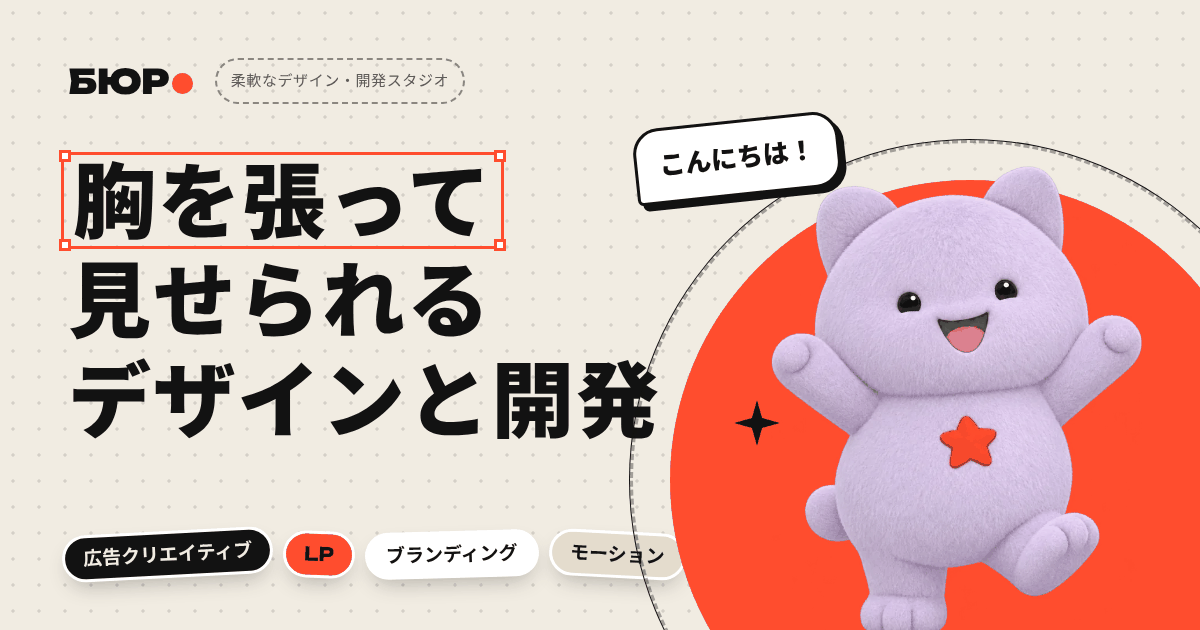 БЮРО
柔軟なデザイン・開発スタジオ
こんにちは！
胸を張って
見せられる
デザインと開発
広告クリエイティブ
LP
ブランディング
モーション